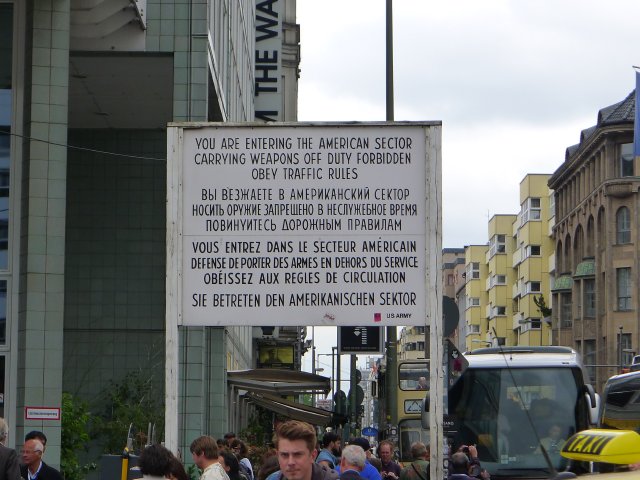 THE WA
YOU ARE ENTERING THE AMERICAN SECTOR
CARRYING WEAPONS OFF DUTY FORBIDDEN
OBEY TRAFFIC RULES
ВЫ ВЕЗЖАЕТЕ В АМЕРИКАНСКИЙ СЕКТОР
НОСИТЬ ОРУЖИЕ ЗАПРЕЩЕНО В НЕСЛУЖЕБНОЕ ВРЕМЯ
ПОВИНУИТЕСЬ ДОРОЖНЫМ ПРАВИЛАМ
VOUS ENTREZ DANS LE SECTEUR AMÉRICAIN
DEFENSE DE PORTER DES ARMES EN DEHORS DU SERVICE
OBÉISSEZ AUX REGLES DE CIRCULATION
SIE BETRETEN DEN AMERIKANISCHEN SEKTOR
US ARMY
TAXI